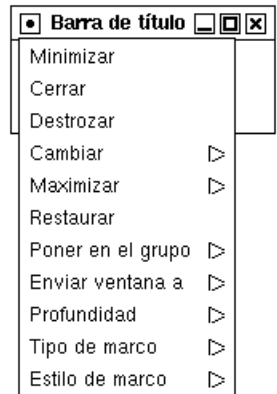 Barra de título
Minimizar
Cerrar
Destrozar
Cambiar
Maximizar
Restaurar
Poner en el grupo
Enviar ventana a
Profundidad
Tipo de marco
Estilo de marco